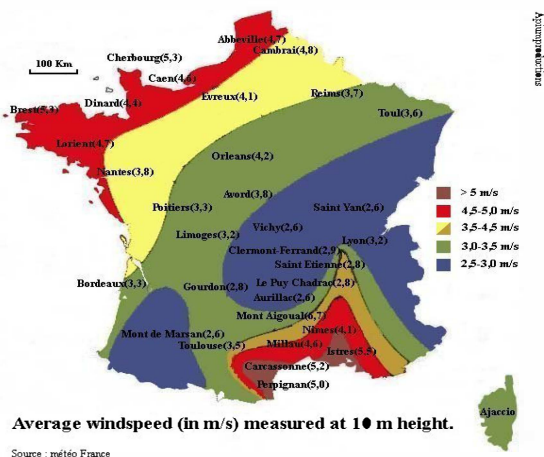 Apiumproductions
Abbeville(4,7)
Cambrai(4,8)
Cherbourg(5,3)
100 Km
Caen(4,6)
Evreux(4,1)
Reims(3,7)
Dinard(4,4)
Brest(5,3)
Toul(3,6)
Lorient(4,7)
Orleans(4,2)
Nantes(3,8)
Avord(3,8)
> 5 m/s
Poitiers(3,3)
Saint Yan(2,6)
4,5-5,0 m/s
Vichy(2,6)
3,5-4,5 m/s
Limoges(3,2)
Lyon(3,2)
3,0-3,5 m/s
Clermont-Ferrand(2,9)
2,5-3,0 m/s
Saint Etienne(2,8)
Bordeaux(3,3)
Gourdon(2,8)
Le Puy Chadrac(2,8)
Aurillac(2,6)
Mont Aigoual(6,7)
Mont de Marsan(2,6)
Nîmes(4,1)
Toulouse(3,5)
Millau(4,6)
Istres(5,5)
Carcassonne(5,2)
Perpignan(5,0)
Ajaccio
Average windspeed (in m/s) measured at 10 m height.
Source : météo France